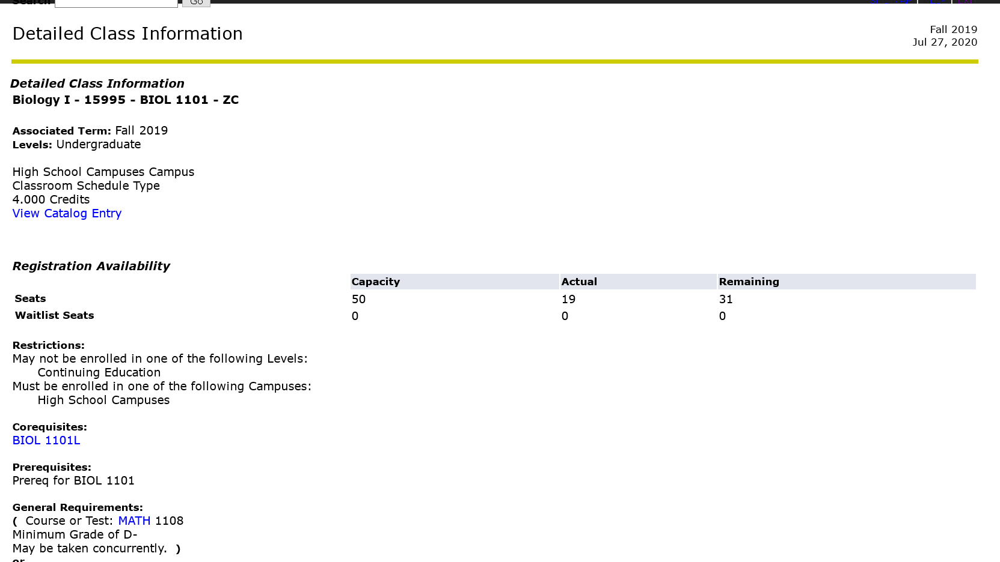 Search Go
Detailed Class Information
Fall 2019
Jul 27, 2020
Detailed Class Information
Biology I - 15995 - BIOL 1101 - ZC
Associated Term: Fall 2019
Levels: Undergraduate
High School Campuses Campus
Classroom Schedule Type
4.000 Credits
View Catalog Entry
Registration Availability
Capacity Actual Remaining
Seats 50 19 31
Waitlist Seats 0 0 0
Restrictions:
May not be enrolled in one of the following Levels:
Continuing Education
Must be enrolled in one of the following Campuses:
High School Campuses
Corequisites:
BIOL 1101L
Prerequisites:
Prereq for BIOL 1101
General Requirements:
( Course or Test: MATH 1108
Minimum Grade of D-
May be taken concurrently. )
or